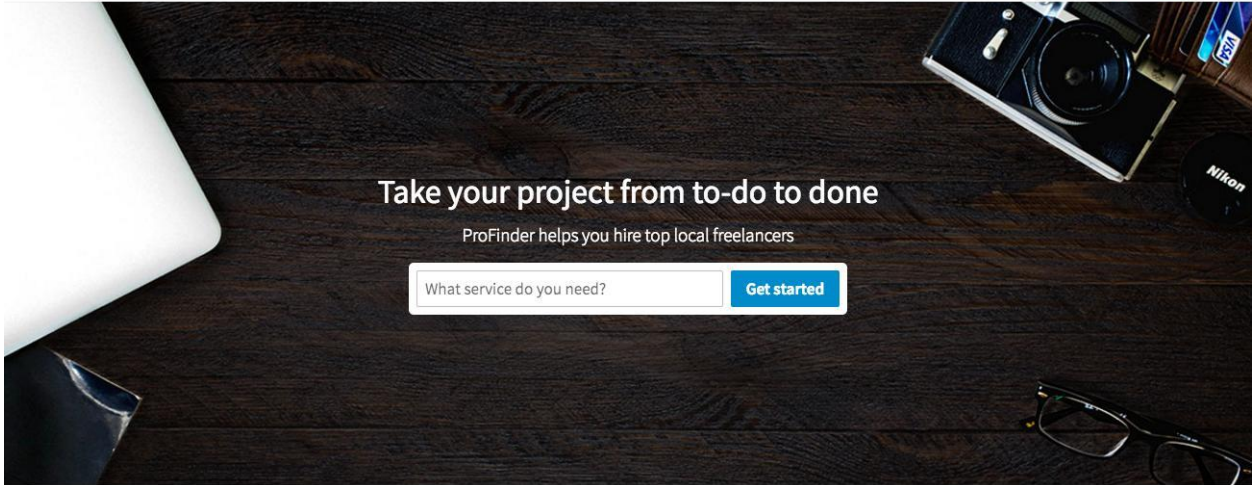 VISA
Nikon
Take your project from to-do to done
ProFinder helps you hire top local freelancers
What service do you need?
Get started